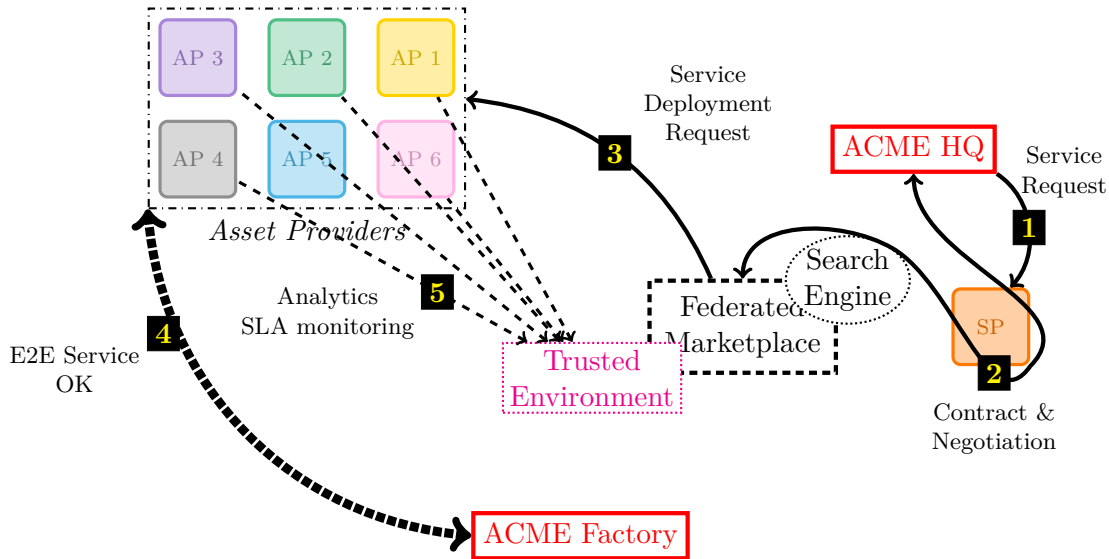 AP 3
AP 2
AP 1
AP 4
AP 5
AP 6
Asset Providers
Service
Deployment
Request
3
ACME HQ
Service
Request
1
Search
Engine
Federated
Marketplace
SP
2
Contract &
Negotiation
Analytics
SLA monitoring
5
Trusted
Environment
4
E2E Service
OK
ACME Factory